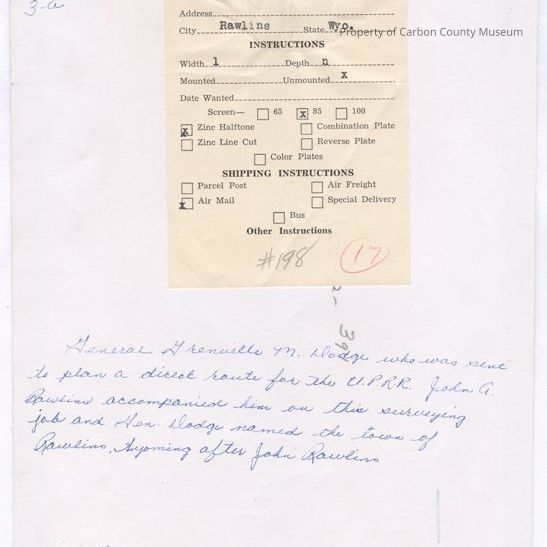 3-6
Address
City Rawlins State Wyo.
Property of Carbon County Museum
INSTRUCTIONS
Width 1 Depth n
Mounted Unmounted x
Date Wanted
Screen— 65 x 85 100
x Zinc Halftone Combination Plate
Zinc Line Cut Reverse Plate
Color Plates
SHIPPING INSTRUCTIONS
Parcel Post Air Freight
x Air Mail Special Delivery
Bus
Other Instructions
#198 17
General Grenville M. Dodge who was sent
to plan a direct route for the U.P.R.R. John A.
Rawlins accompanied him on this surveying
job and Gen. Dodge named the town of
Rawlins, Wyoming after John Rawlins